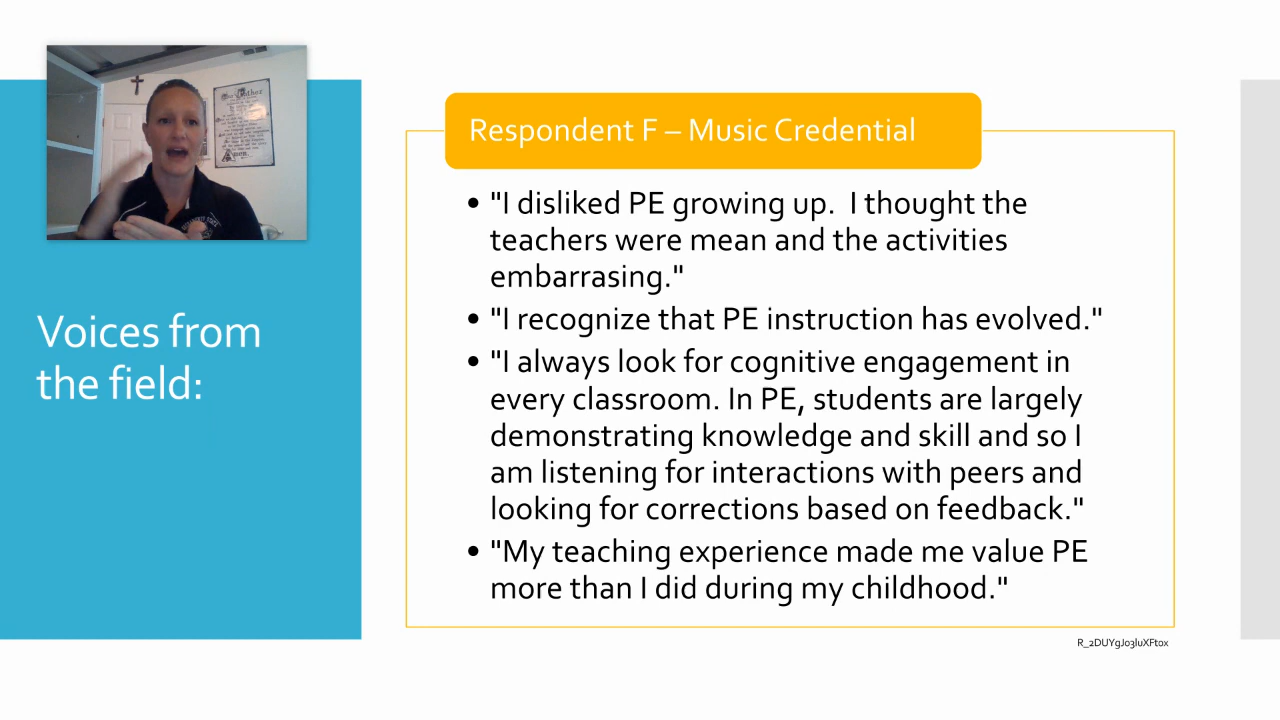 Voices from
the field:
Respondent F – Music Credential
• "I disliked PE growing up.  I thought the
teachers were mean and the activities
embarrasing."
• "I recognize that PE instruction has evolved."
• "I always look for cognitive engagement in
every classroom. In PE, students are largely
demonstrating knowledge and skill and so I
am listening for interactions with peers and
looking for corrections based on feedback."
• "My teaching experience made me value PE
more than I did during my childhood."
Amen.